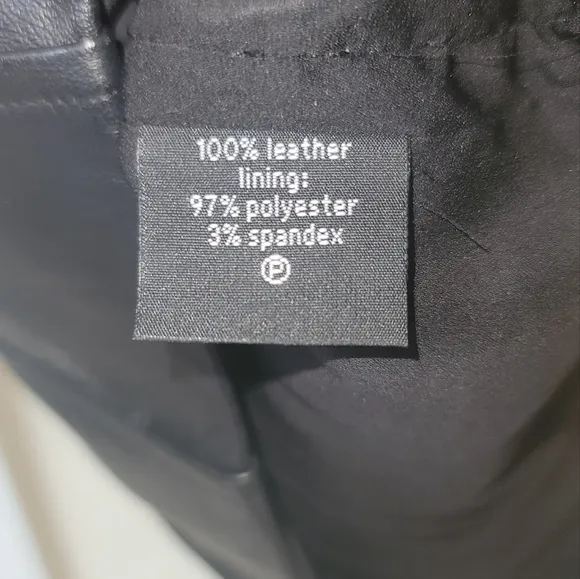 100% leather
lining:
97% polyester
3% spandex
P